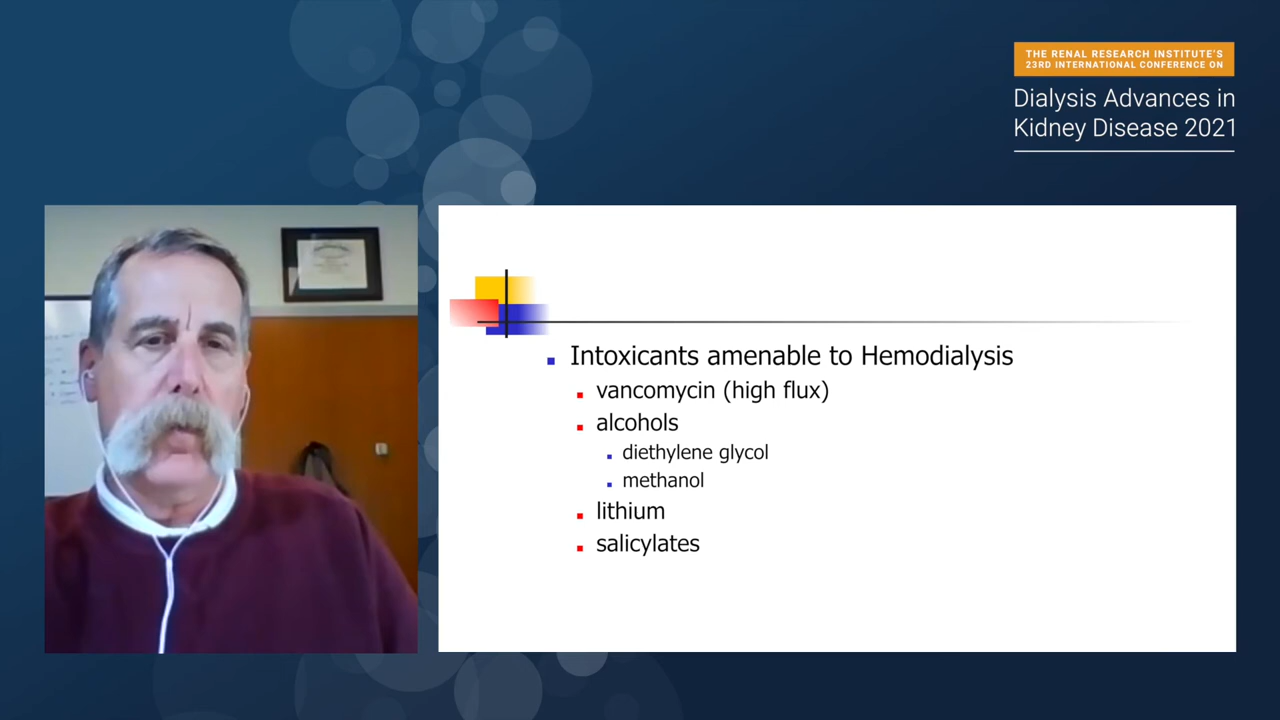 THE RENAL RESEARCH INSTITUTE'S
23RD INTERNATIONAL CONFERENCE ON
Dialysis Advances in
Kidney Disease 2021
Intoxicants amenable to Hemodialysis
vancomycin (high flux)
alcohols
diethylene glycol
methanol
lithium
salicylates